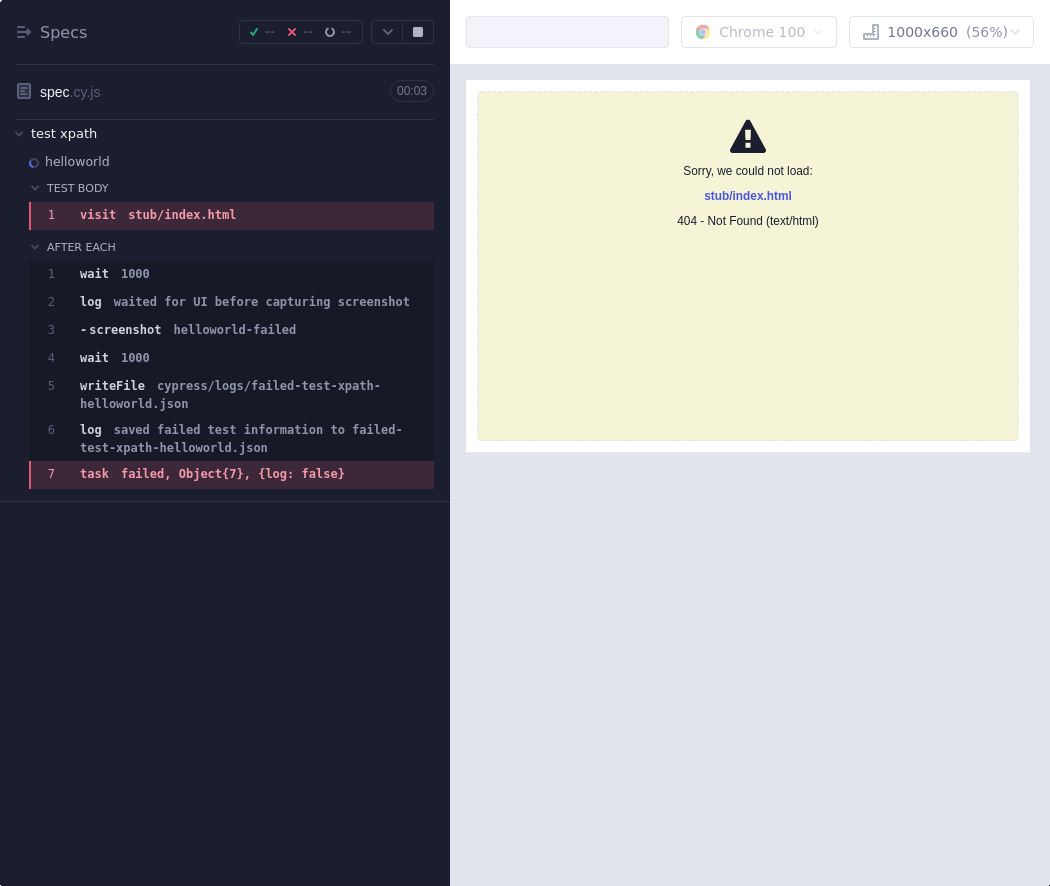 Specs
--
--
--
spec.cy.js
00:03
test xpath
helloworld
TEST BODY
1 visit stub/index.html
AFTER EACH
1 wait 1000
2 log waited for UI before capturing screenshot
3 -screenshot helloworld-failed
4 wait 1000
5 writeFile cypress/logs/failed-test-xpath-
helloworld.json
6 log saved failed test information to failed-
test-xpath-helloworld.json
7 task failed, Object{7}, {log: false}
Chrome 100
1000x660 (56%)
Sorry, we could not load:
stub/index.html
404 - Not Found (text/html)